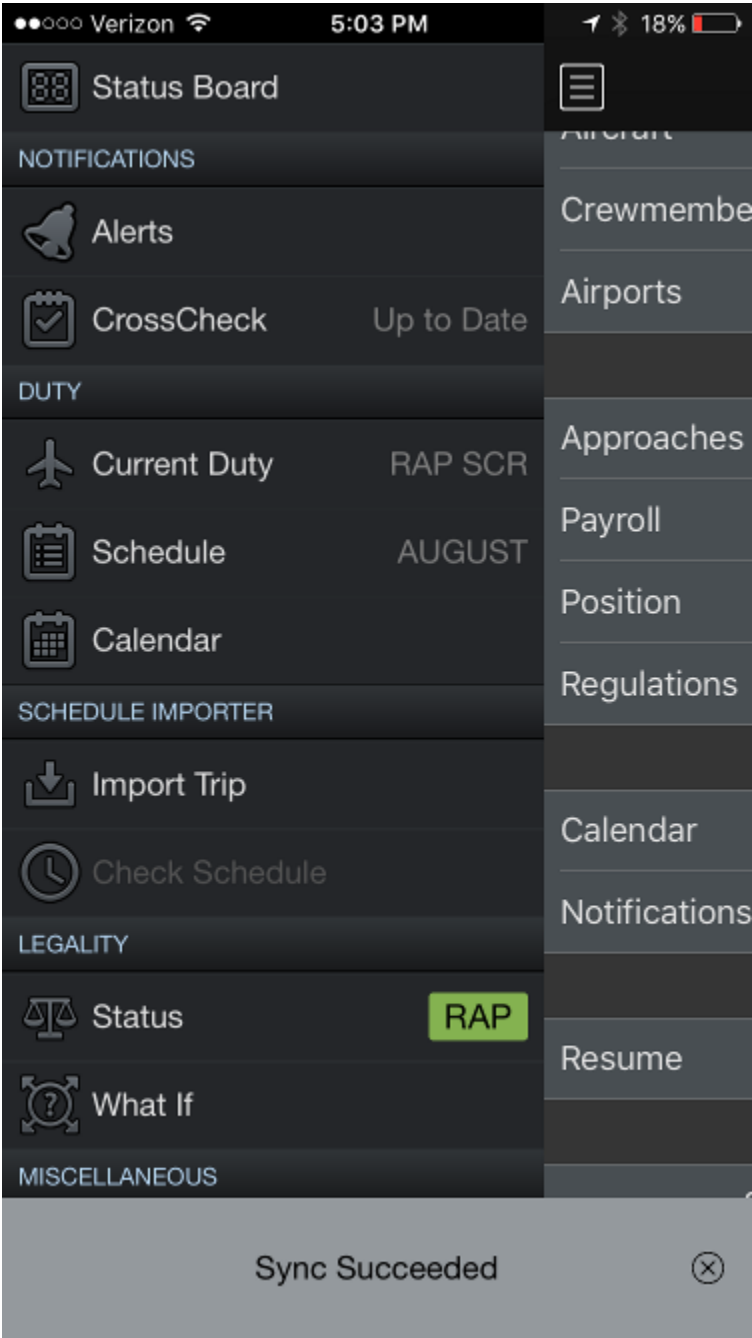 Verizon 5:03 PM 18%
Status Board
NOTIFICATIONS
Alerts
CrossCheck Up to Date
DUTY
Current Duty RAP SCR
Schedule AUGUST
Calendar
SCHEDULE IMPORTER
Import Trip
Check Schedule
LEGALITY
Status RAP
What If
MISCELLANEOUS
Aircraft
Crewmembe
Airports
Approaches
Payroll
Position
Regulations
Calendar
Notifications
Resume
Sync Succeeded